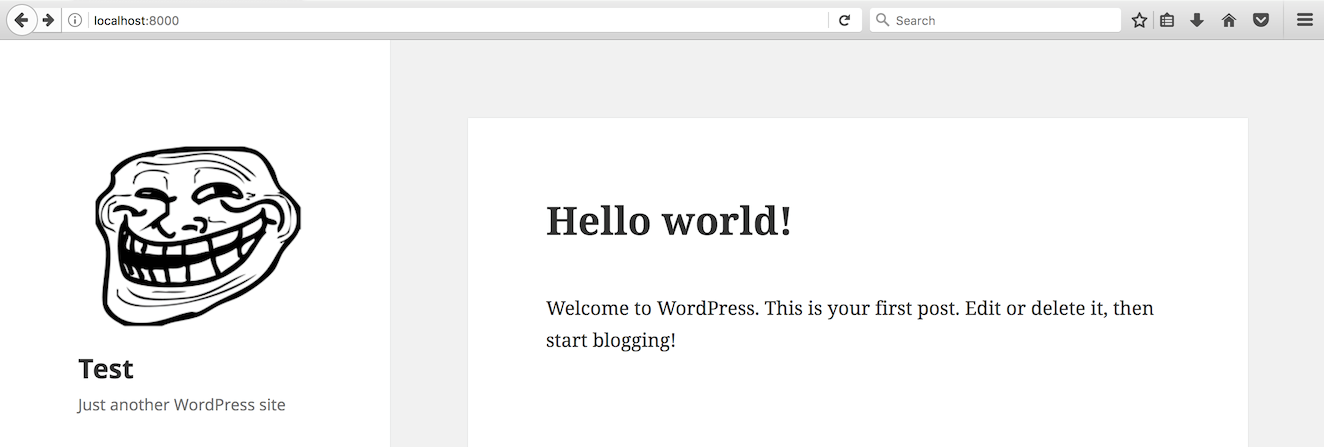 localhost:8000
Search
Test
Just another WordPress site
Hello world!
Welcome to WordPress. This is your first post. Edit or delete it, then
start blogging!